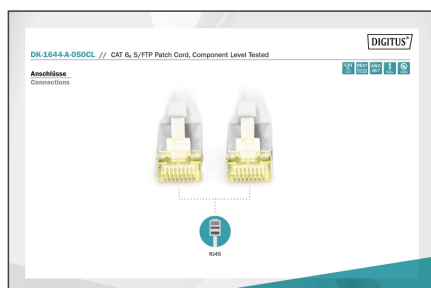 DIGITUS®
DK-1644-A-050CL // CAT 6A S/FTP Patch Cord, Component Level Tested
Anschlüsse
Connections
RJ45